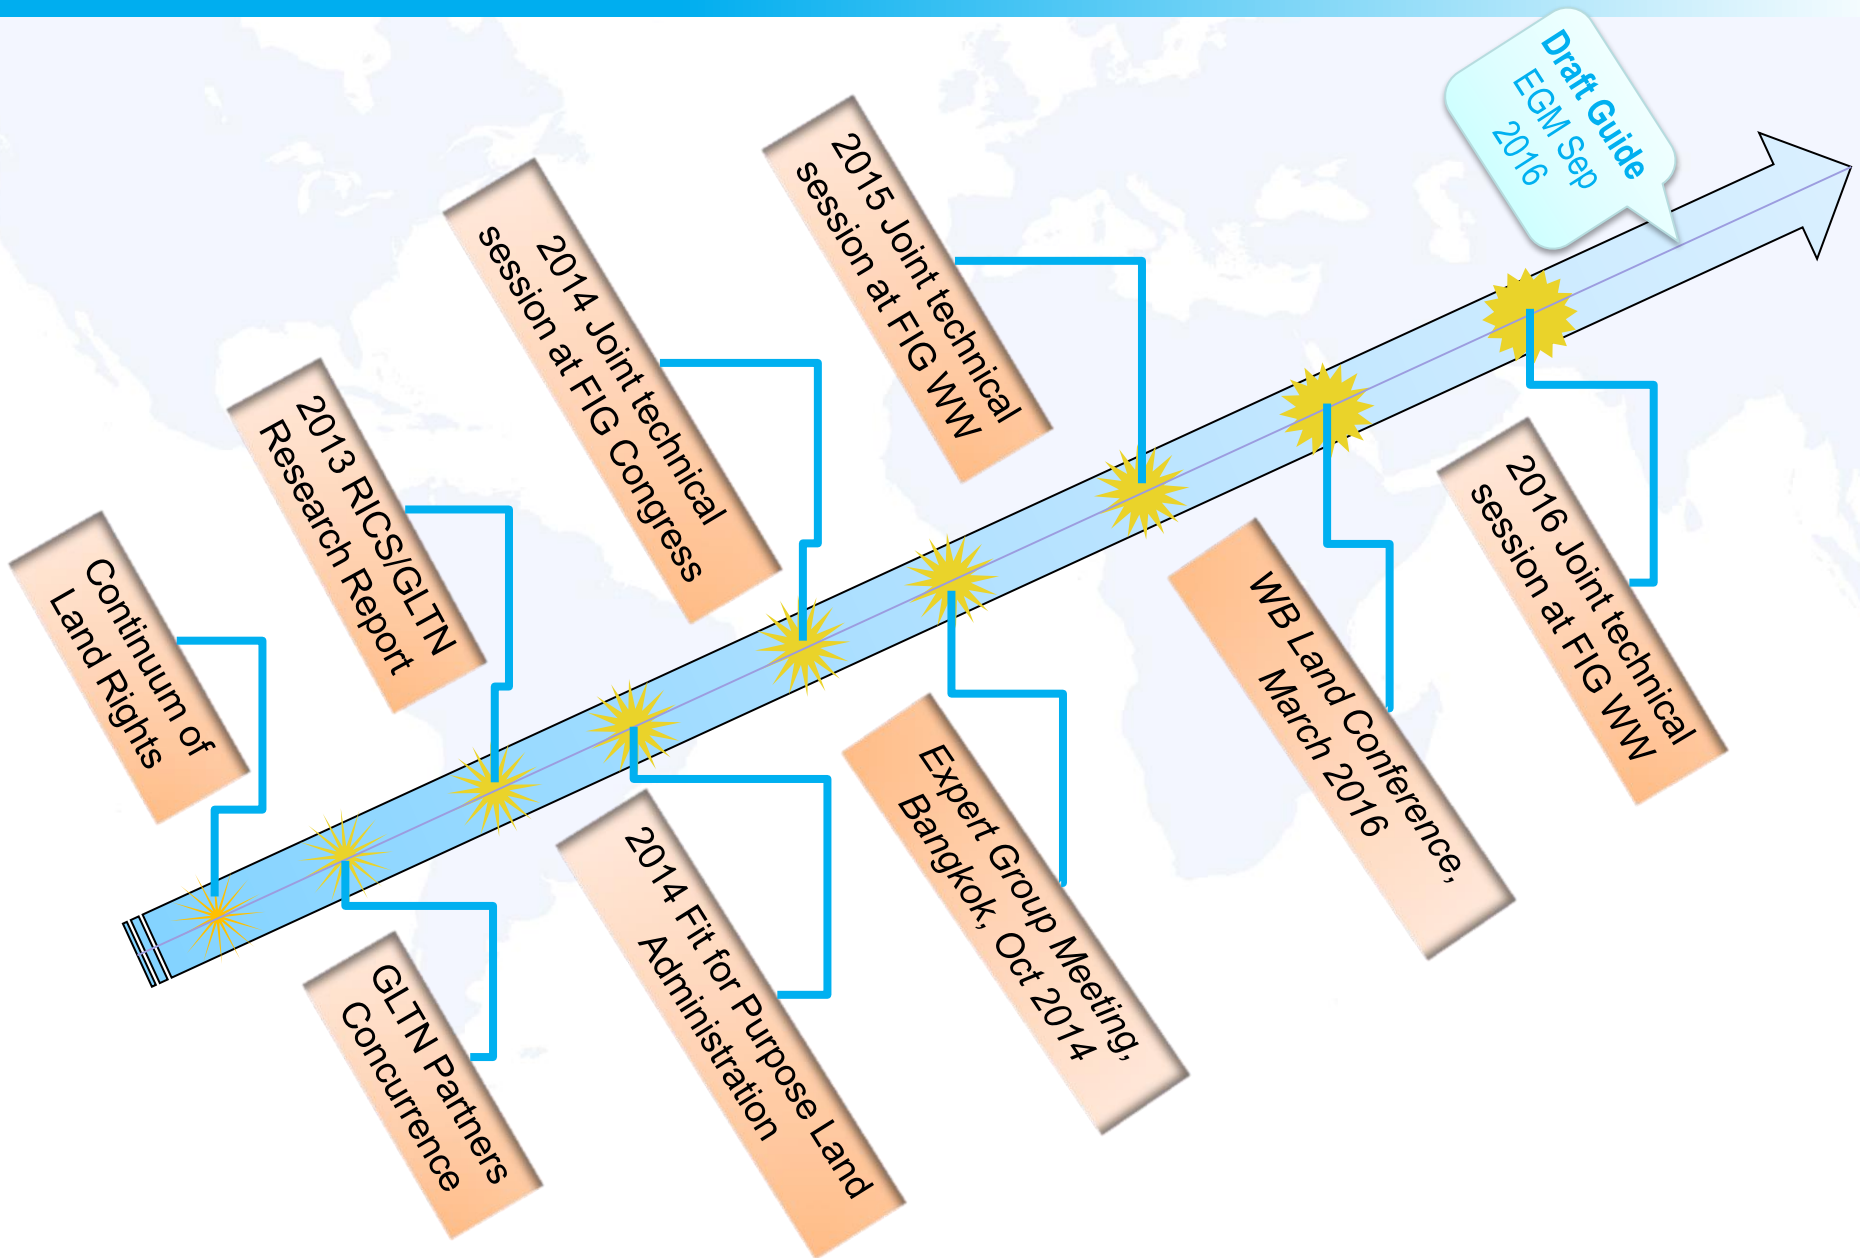 Continuum of
Land Rights
GLTN Partners
Concurrence
2013 RICS/GLTN
Research Report
2014 Fit for Purpose Land
Administration
2014 Joint technical
session at FIG Congress
Expert Group Meeting,
Bangkok, Oct 2014
2015 Joint technical
session at FIG WW
WB Land Conference,
March 2016
2016 Joint technical
session at FIG WW
Draft Guide
EGM Sep
2016